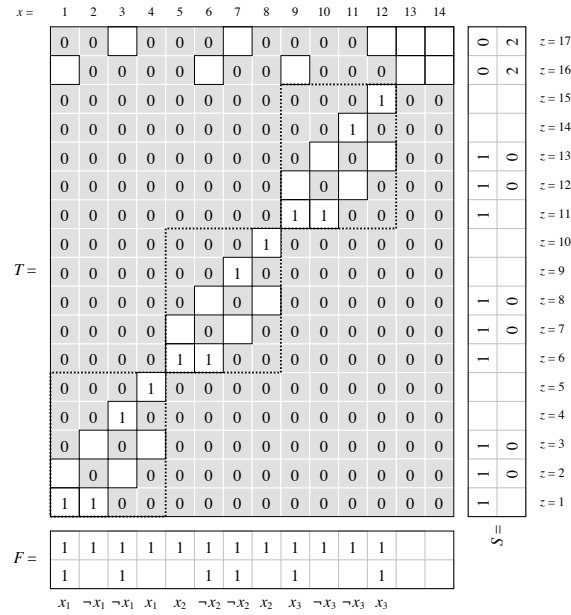 x = 1 2 3 4 5 6 7 8 9 10 11 12 13 14
0 0 0 0 0 0 0 0 0 0 0 2 z = 17
0 0 0 0 0 0 0 0 0 0 2 z = 16
0 0 0 0 0 0 0 0 0 0 0 1 0 0 z = 15
0 0 0 0 0 0 0 0 0 0 1 0 0 0 z = 14
0 0 0 0 0 0 0 0 0 0 0 0 1 0 z = 13
0 0 0 0 0 0 0 0 0 0 0 0 1 0 z = 12
0 0 0 0 0 0 0 0 1 1 0 0 0 0 1 z = 11
0 0 0 0 0 0 0 1 0 0 0 0 0 0 z = 10
T = 0 0 0 0 0 0 1 0 0 0 0 0 0 0 z = 9
0 0 0 0 0 0 0 0 0 0 0 0 1 0 z = 8
0 0 0 0 0 0 0 0 0 0 0 0 1 0 z = 7
0 0 0 0 1 1 0 0 0 0 0 0 0 0 1 z = 6
0 0 0 1 0 0 0 0 0 0 0 0 0 0 z = 5
0 0 1 0 0 0 0 0 0 0 0 0 0 0 z = 4
0 0 0 0 0 0 0 0 0 0 0 0 1 0 z = 3
0 0 0 0 0 0 0 0 0 0 0 0 1 0 z = 2
1 1 0 0 0 0 0 0 0 0 0 0 0 0 1 z = 1
S =
F = 1 1 1 1 1 1 1 1 1 1 1 1
1 1 1 1 1 1
x₁ ¬x₁ ¬x₁ x₁ x₂ ¬x₂ ¬x₂ x₂ x₃ ¬x₃ ¬x₃ x₃